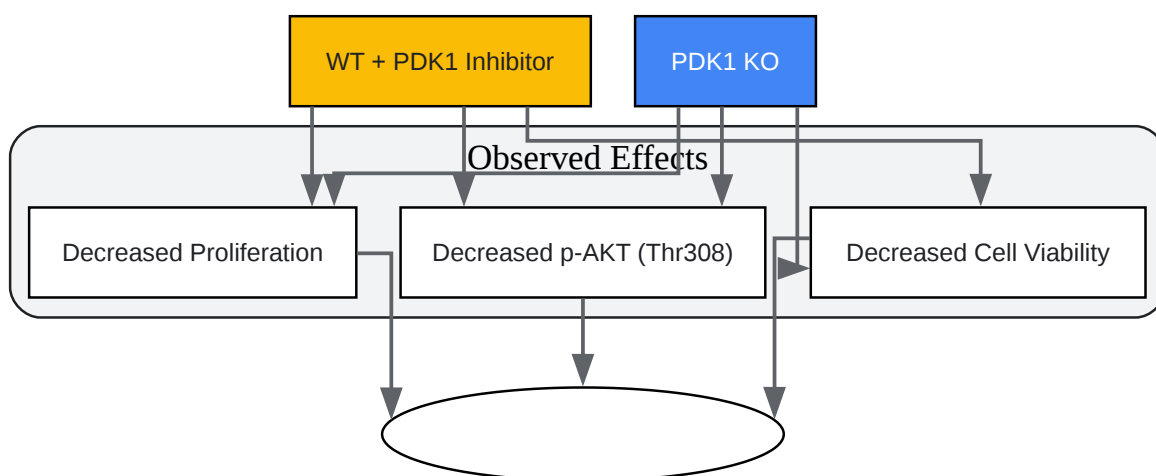 WT + PDK1 Inhibitor
PDK1 KO
Observed Effects
Decreased Proliferation
Decreased p-AKT (Thr308)
Decreased Cell Viability